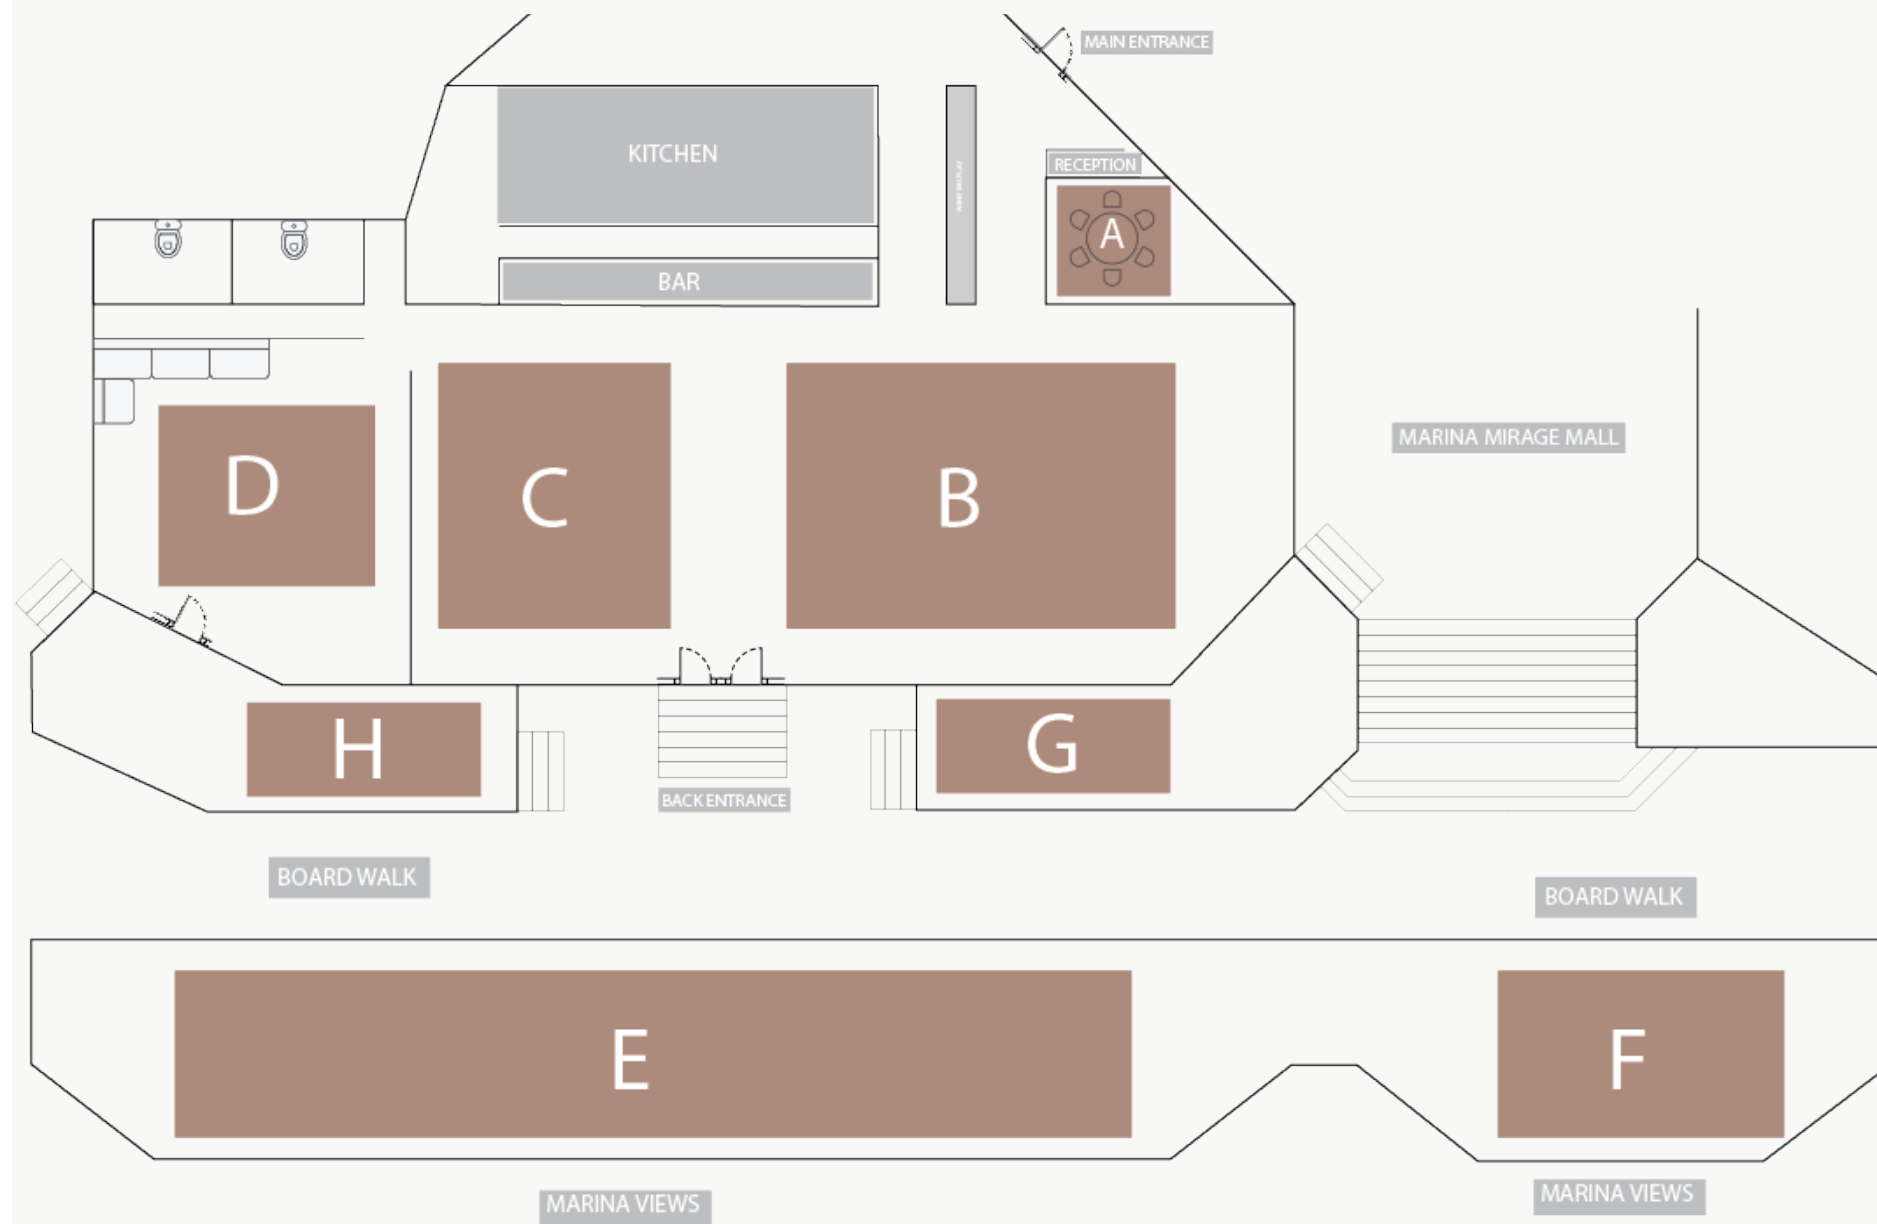 MAIN ENTRANCE
KITCHEN
RECEPTION
A
BAR
MARINA MIRAGE MALL
D
C
B
H
G
BACK ENTRANCE
BOARD WALK
BOARD WALK
E
F
MARINA VIEWS
MARINA VIEWS